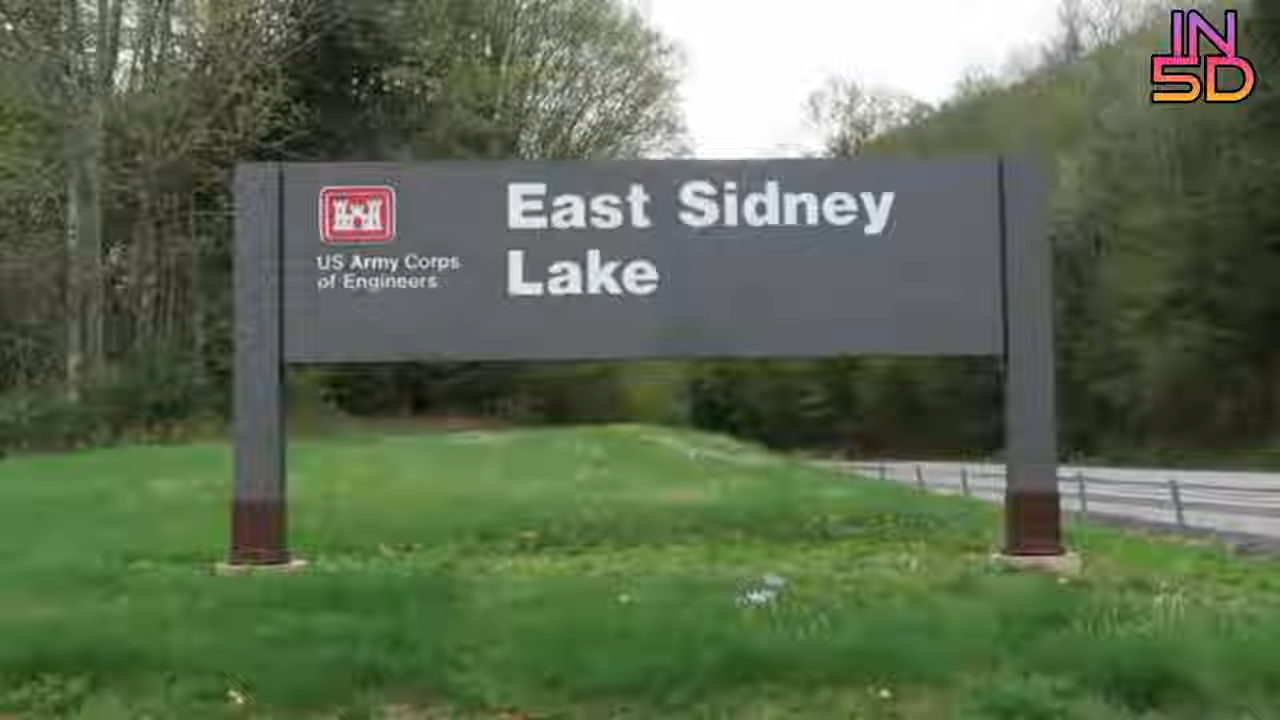 IN
5D
East Sidney
Lake
US Army Corps
of Engineers